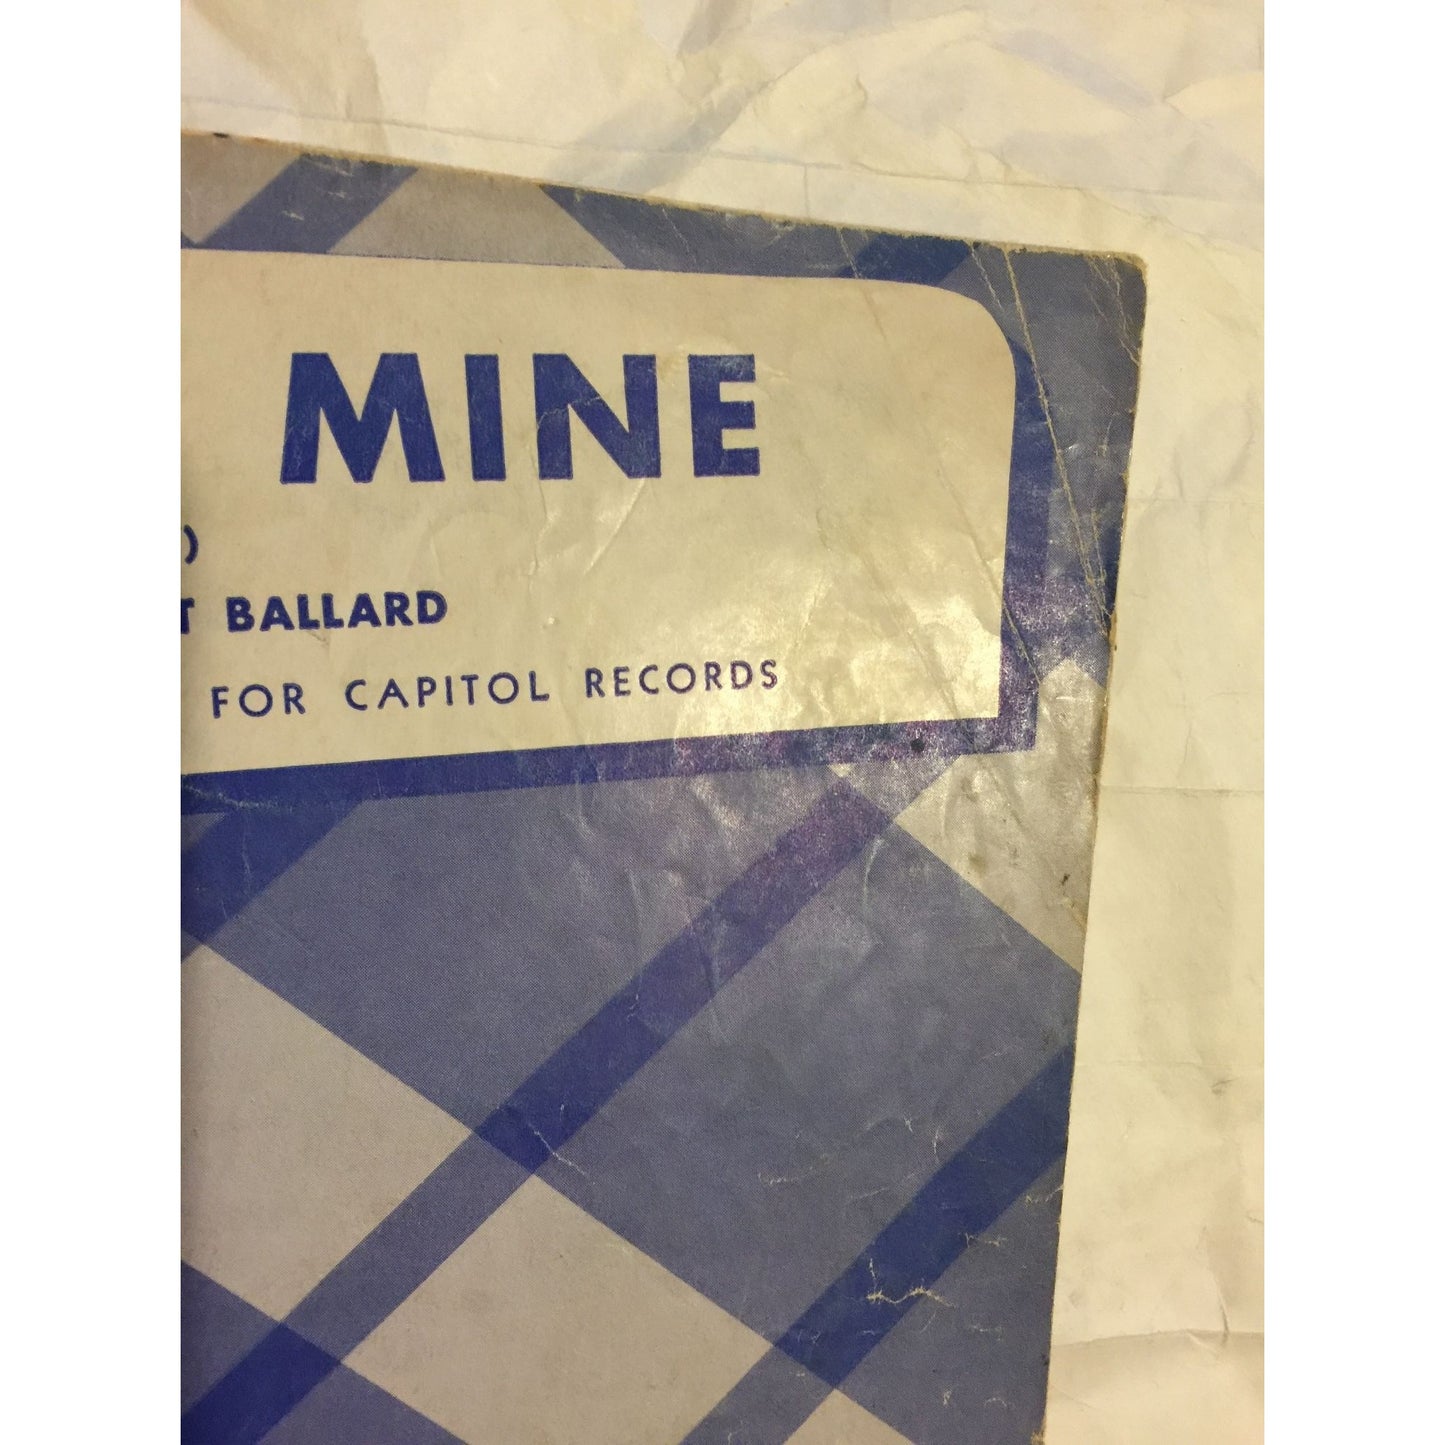 MINE
)
T BALLARD
FOR CAPITOL RECORDS